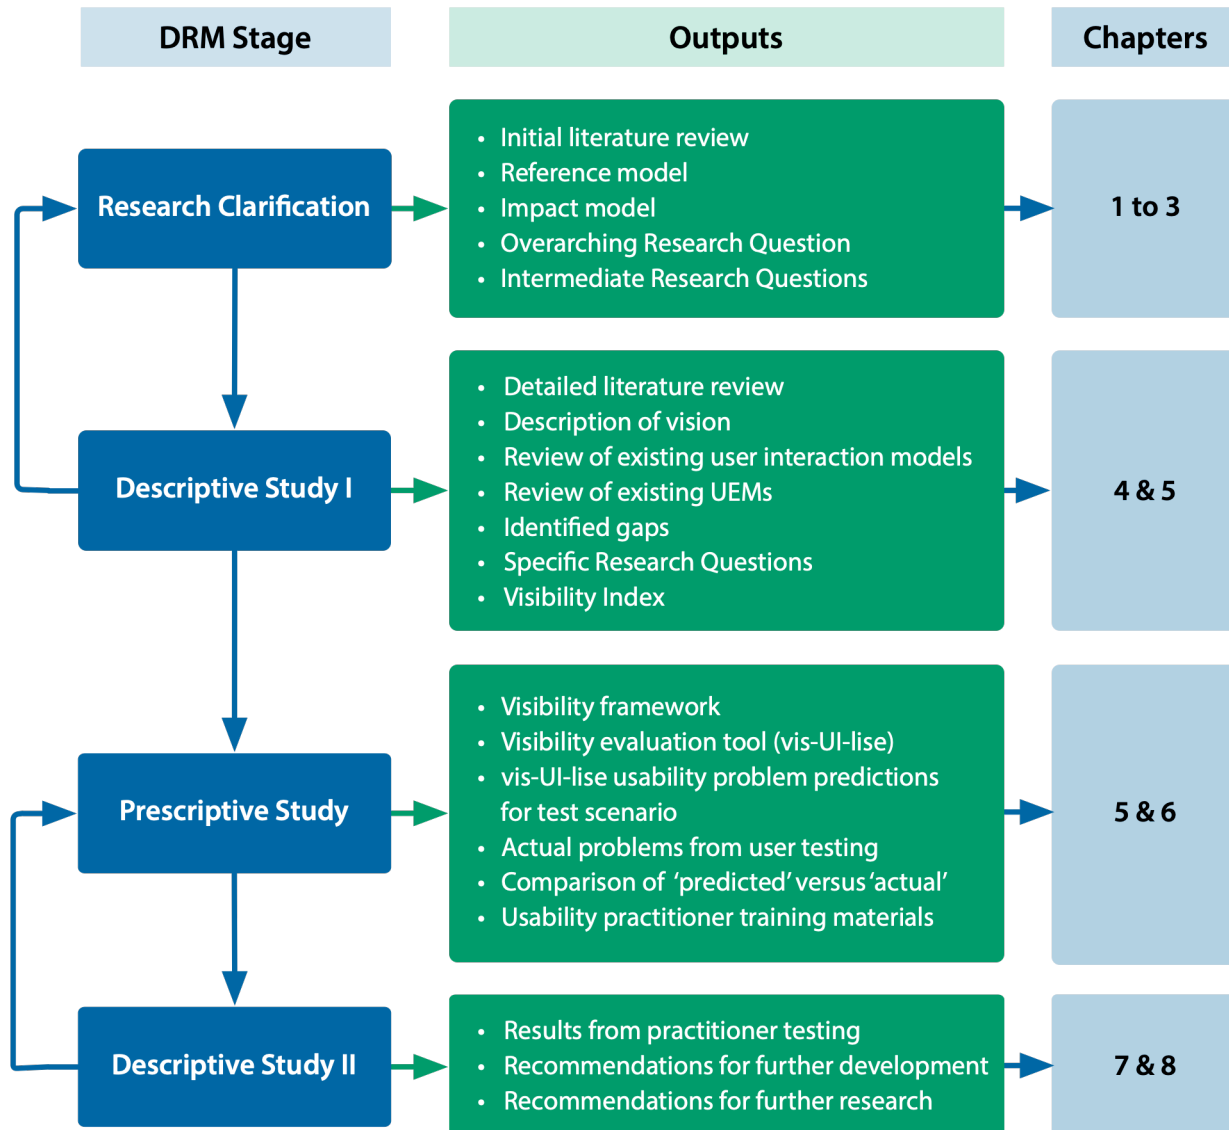 DRM Stage
Outputs
Chapters
Research Clarification
• Initial literature review
• Reference model
• Impact model
• Overarching Research Question
• Intermediate Research Questions
1 to 3
Descriptive Study I
• Detailed literature review
• Description of vision
• Review of existing user interaction models
• Review of existing UEMs
• Identified gaps
• Specific Research Questions
• Visibility Index
4 & 5
Prescriptive Study
• Visibility framework
• Visibility evaluation tool (vis-UI-lise)
• vis-UI-lise usability problem predictions
for test scenario
• Actual problems from user testing
• Comparison of ‘predicted’ versus ‘actual’
• Usability practitioner training materials
5 & 6
Descriptive Study II
• Results from practitioner testing
• Recommendations for further development
• Recommendations for further research
7 & 8